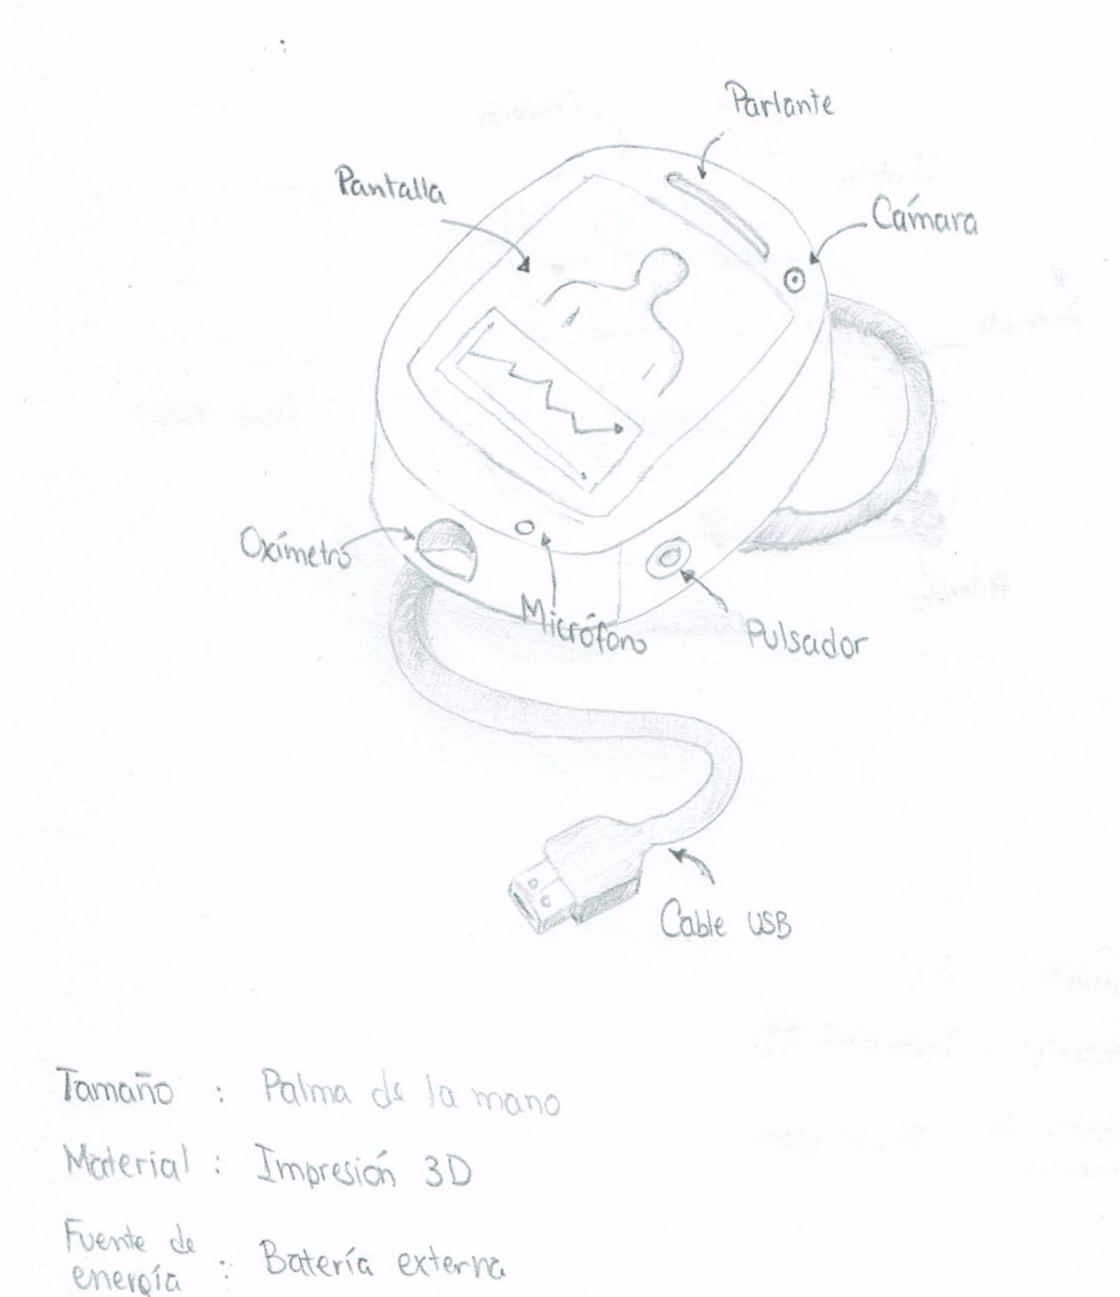 Parlante
Pantalla
Cámara
Oxímetro
Micrófono
Pulsador
Cable USB
Tamaño : Palma de la mano
Material : Impresión 3D
Fuente de
energía : Batería externa